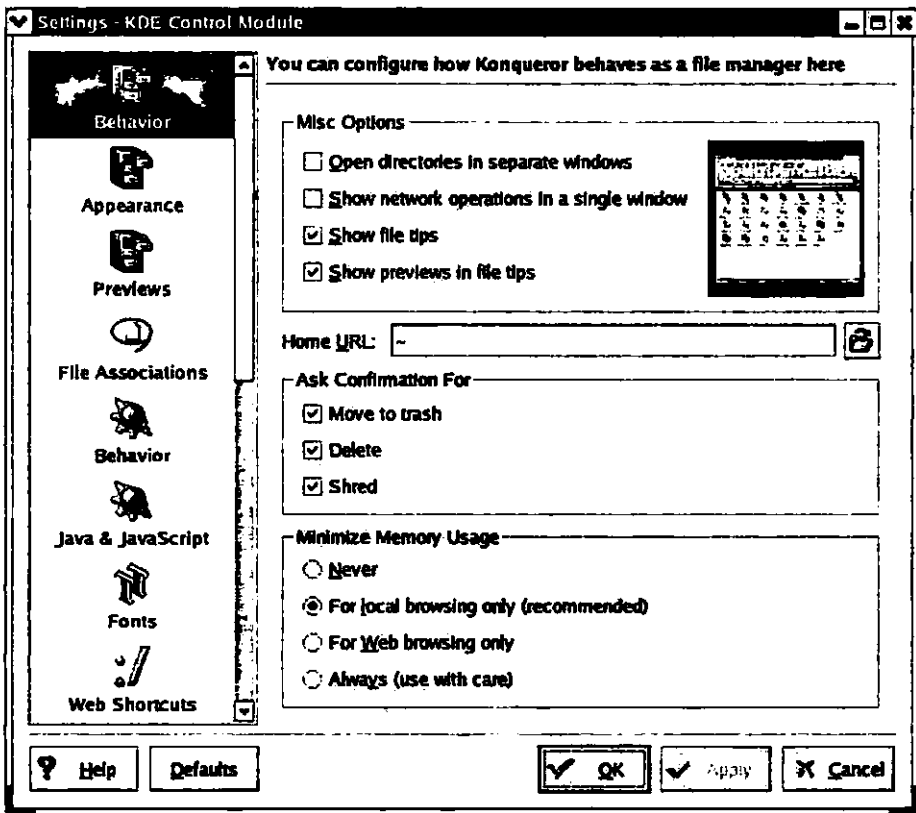 Settings - KDE Control Module
Behavior
Appearance
Previews
File Associations
Behavior
Java & JavaScript
Fonts
Web Shortcuts
You can configure how Konqueror behaves as a file manager here
Misc Options
Open directories in separate windows
Show network operations in a single window
Show file tips
Show previews in file tips
Home URL: ~
Ask Confirmation For
Move to trash
Delete
Shred
Minimize Memory Usage
Never
For local browsing only (recommended)
For Web browsing only
Always (use with care)
? Help
Defaults
OK
Apply
Cancel